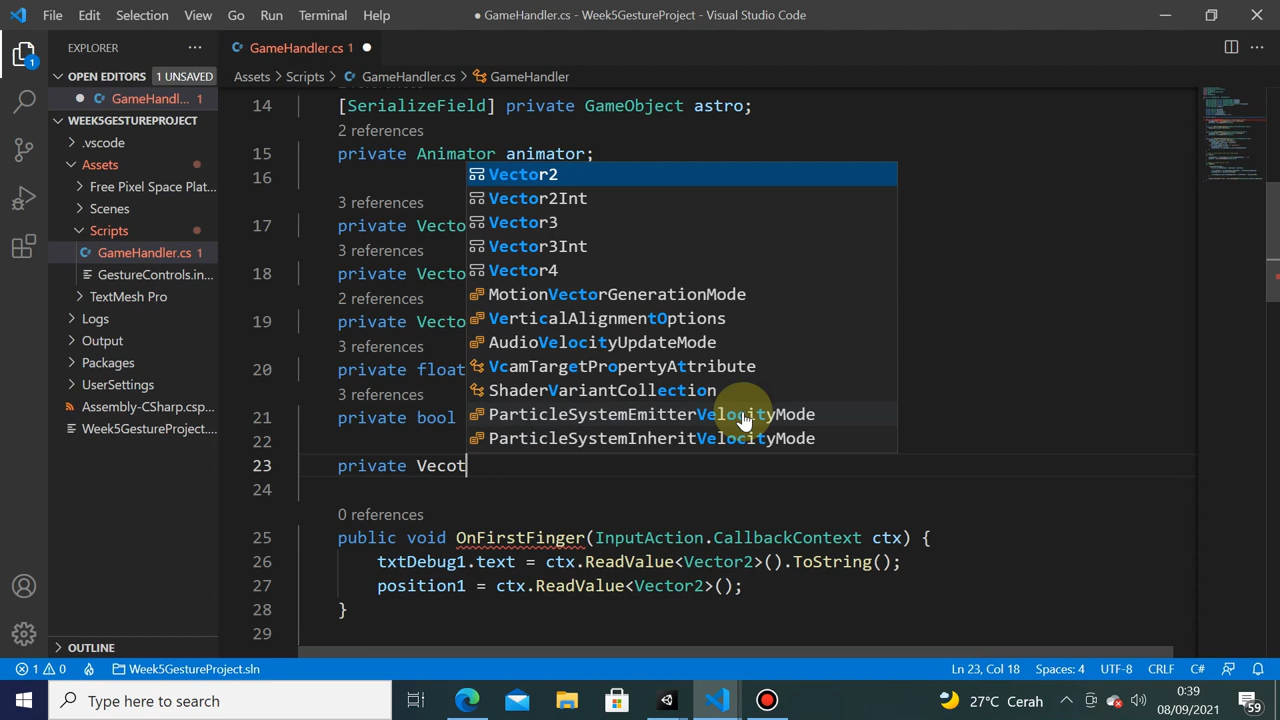 File Edit Selection View Go Run Terminal Help
● GameHandler.cs - Week5GestureProject - Visual Studio Code
EXPLORER ···
GameHandler.cs 1 ●
OPEN EDITORS 1 UNSAVED
Assets > Scripts > GameHandler.cs > GameHandler
● GameHandl... 1
WEEK5GESTUREPROJECT
.vscode
Assets
Free Pixel Space Plat...
Scenes
Scripts
GameHandler.cs 1
GestureControls.in...
TextMesh Pro
Logs
Output
Packages
UserSettings
Assembly-CSharp.csp...
Week5GestureProject....
OUTLINE
14 [SerializeField] private GameObject astro;
2 references
15 private Animator animator;
16
3 references
17 private Vecto
3 references
18 private Vecto
2 references
19 private Vecto
3 references
20 private float
3 references
21 private bool
22
23 private Vecot
24
Vector2
Vector2Int
Vector3
Vector3Int
Vector4
MotionVectorGenerationMode
VerticalAlignmentOptions
AudioVelocityUpdateMode
VcamTargetPropertyAttribute
ShaderVariantCollection
ParticleSystemEmitterVelocityMode
ParticleSystemInheritVelocityMode
0 references
25 public void OnFirstFinger(InputAction.CallbackContext ctx) {
26 txtDebug1.text = ctx.ReadValue<Vector2>().ToString();
27 position1 = ctx.ReadValue<Vector2>();
28 }
29
1 0 Week5GestureProject.sln Ln 23, Col 18 Spaces: 4 UTF-8 CRLF C#
Type here to search
27°C Cerah
0:39
08/09/2021
59